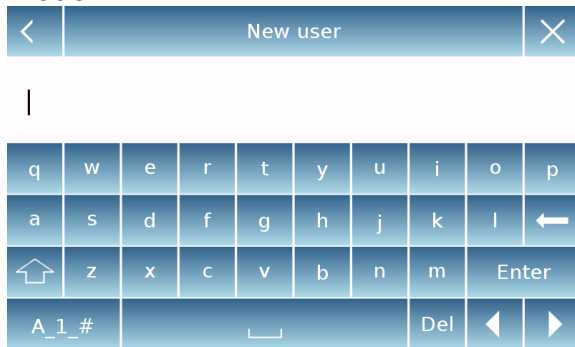 New user
q w e r t y u i o p
a s d f g h j k l
z x c v b n m Enter
A_1_# Del